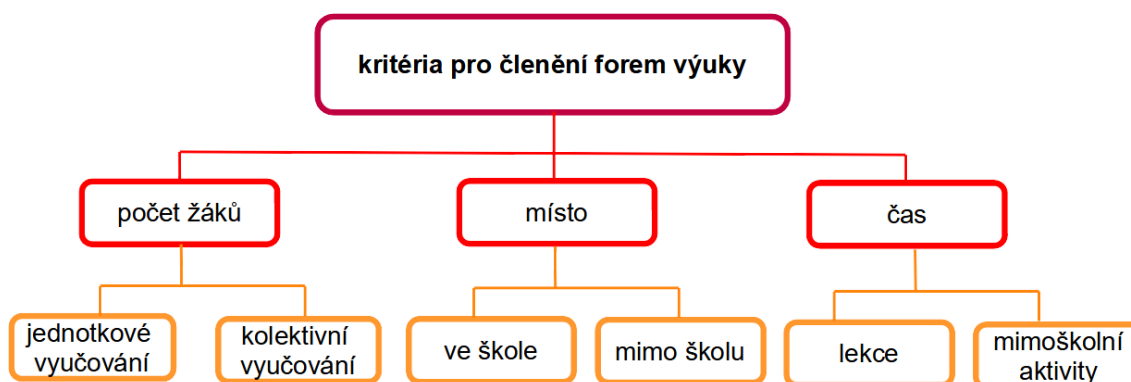 kritéria pro členění forem výuky
počet žáků
místo
čas
jednotkové
vyučování
kolektivní
vyučování
ve škole
mimo školu
lekce
mimoškolní
aktivity